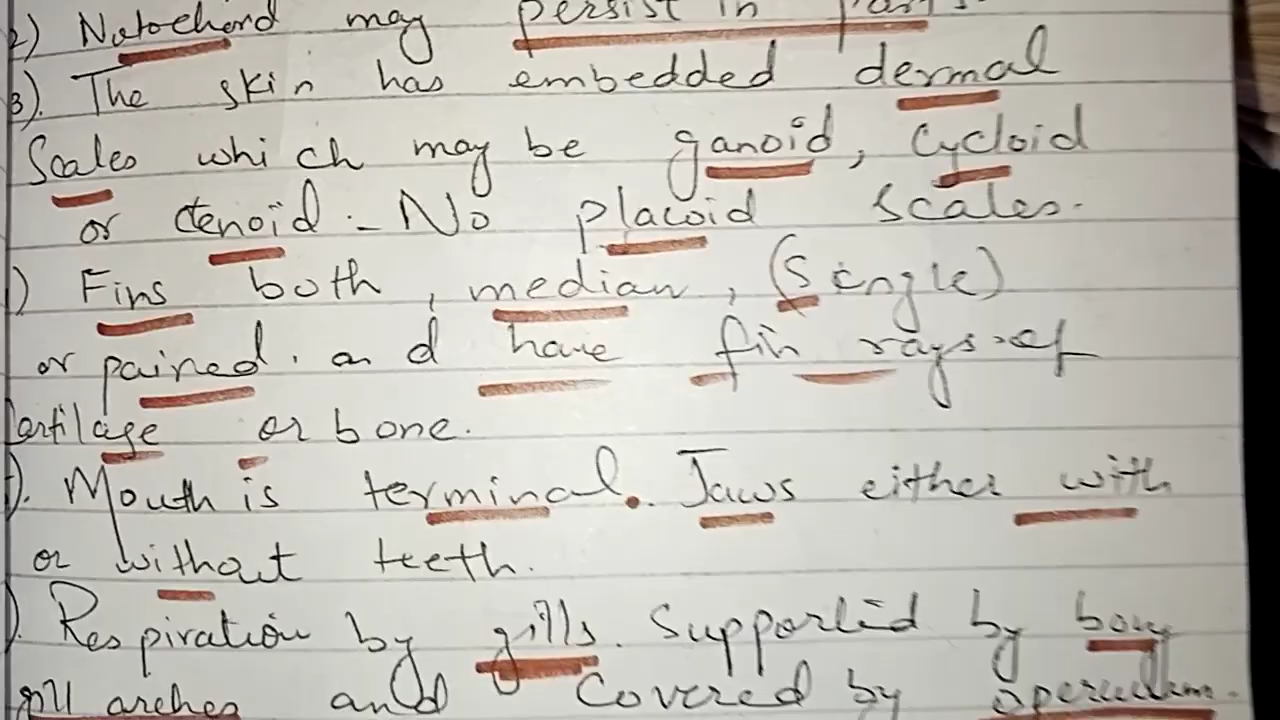 2) Notochord may persist in parts.
3). The skin has embedded dermal
Scales which may be ganoid, Cycloid
or ctenoid. No placoid scales.
) Fins both, median, (Single)
or paired. and have fin rays of
Cartilage or bone.
). Mouth is terminal. Jaws either with
or without teeth.
). Respiration by gills. Supported by bony
gill arches and Covered by operculum.